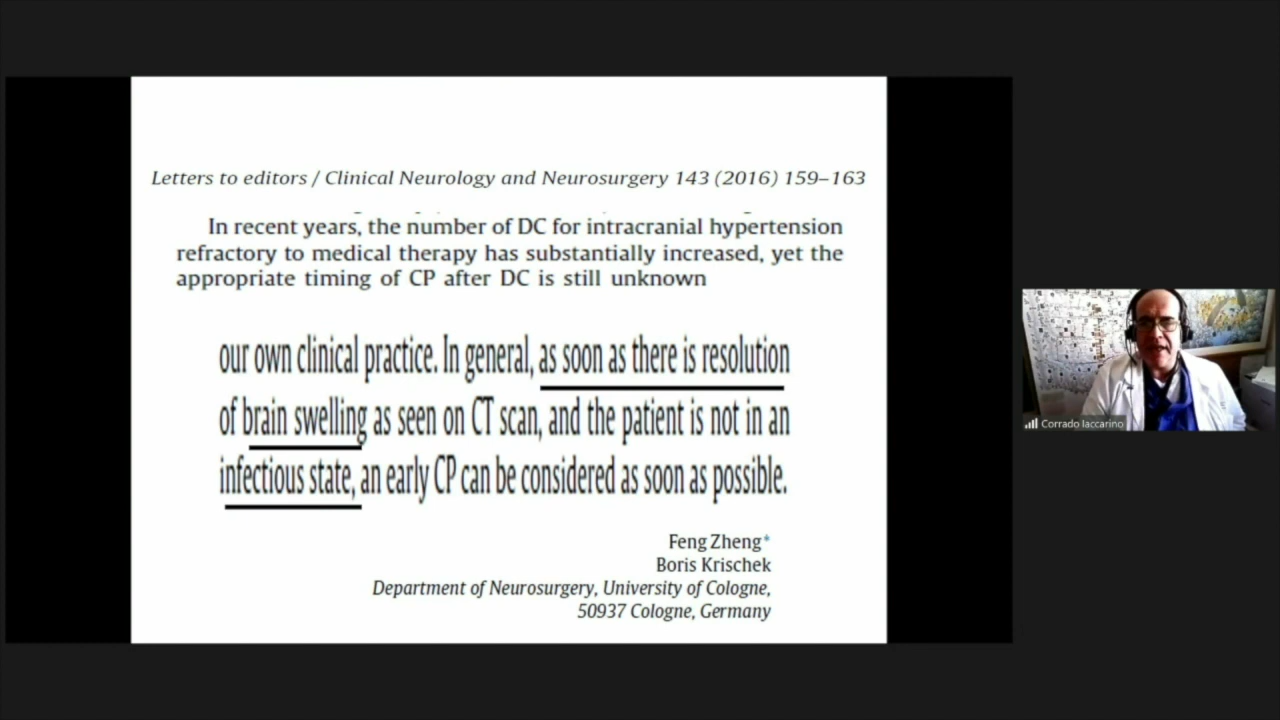 Letters to editors / Clinical Neurology and Neurosurgery 143 (2016) 159–163
In recent years, the number of DC for intracranial hypertension
refractory to medical therapy has substantially increased, yet the
appropriate timing of CP after DC is still unknown
our own clinical practice. In general, as soon as there is resolution
of brain swelling as seen on CT scan, and the patient is not in an
infectious state, an early CP can be considered as soon as possible.
Feng Zheng*
Boris Krischek
Department of Neurosurgery, University of Cologne,
50937 Cologne, Germany
Corrado Iaccarino